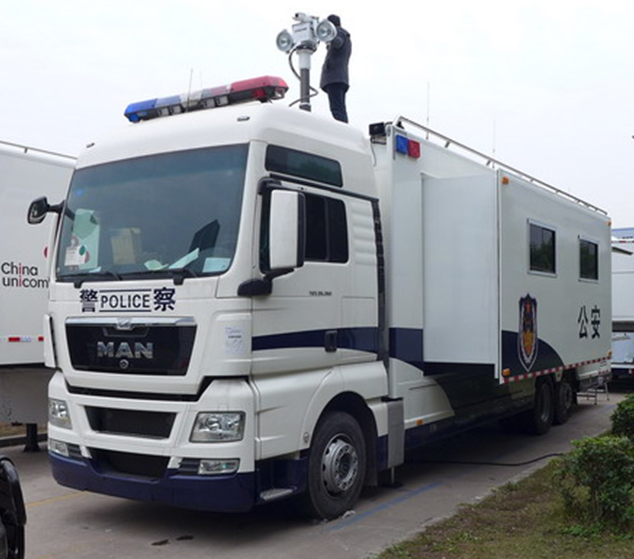 警 POLICE 察
MAN
公安
China
unicom